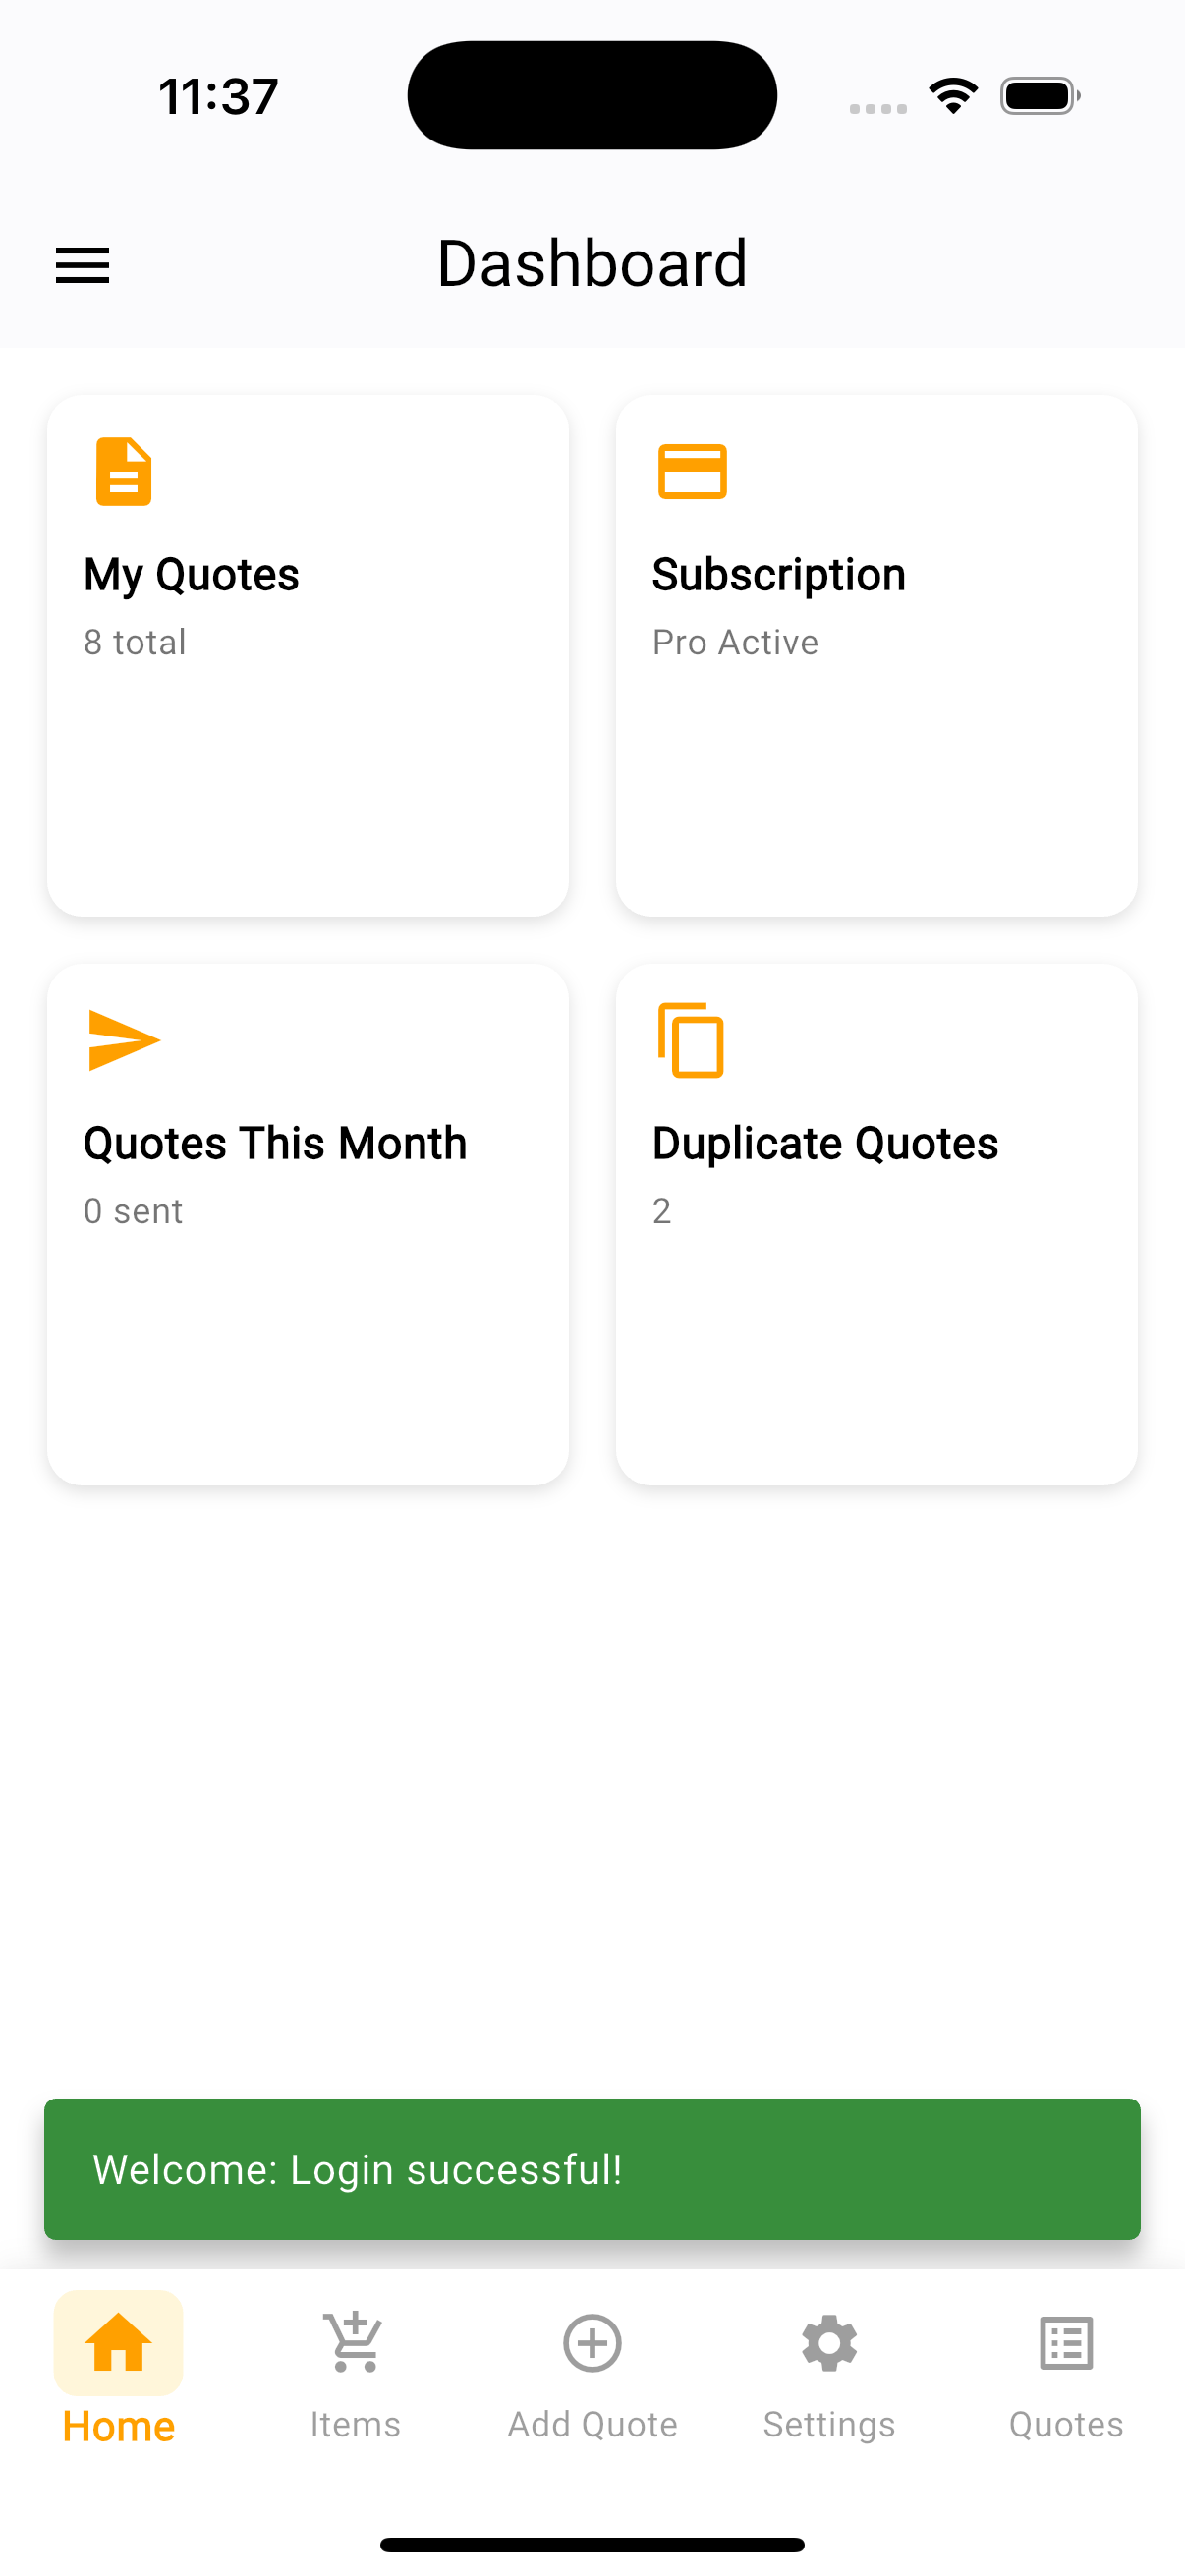 11:37
Dashboard
My Quotes
8 total
Subscription
Pro Active
Quotes This Month
0 sent
Duplicate Quotes
2
Welcome: Login successful!
Home
Items
Add Quote
Settings
Quotes